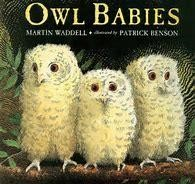 OWL BABIES
MARTIN WADDELL illustrated by PATRICK BENSON